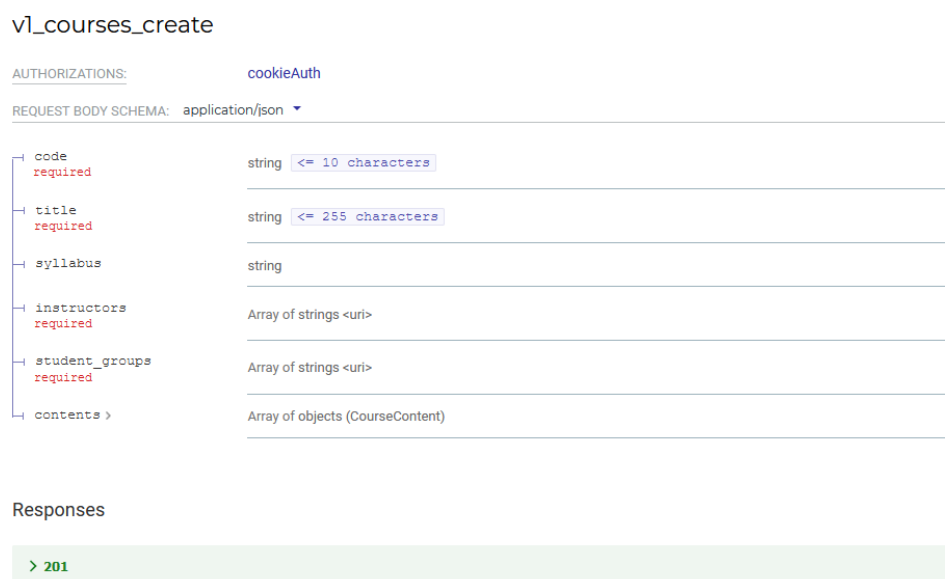 v1_courses_create
AUTHORIZATIONS: cookieAuth
REQUEST BODY SCHEMA: application/json
code
required
string <= 10 characters
title
required
string <= 255 characters
syllabus
string
instructors
required
Array of strings <uri>
student_groups
required
Array of strings <uri>
contents >
Array of objects (CourseContent)
Responses
> 201